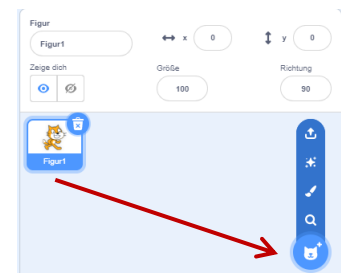 Figur
Figur1
x 0
y 0
Zeige dich
Größe
Richtung
100
90
Figur1